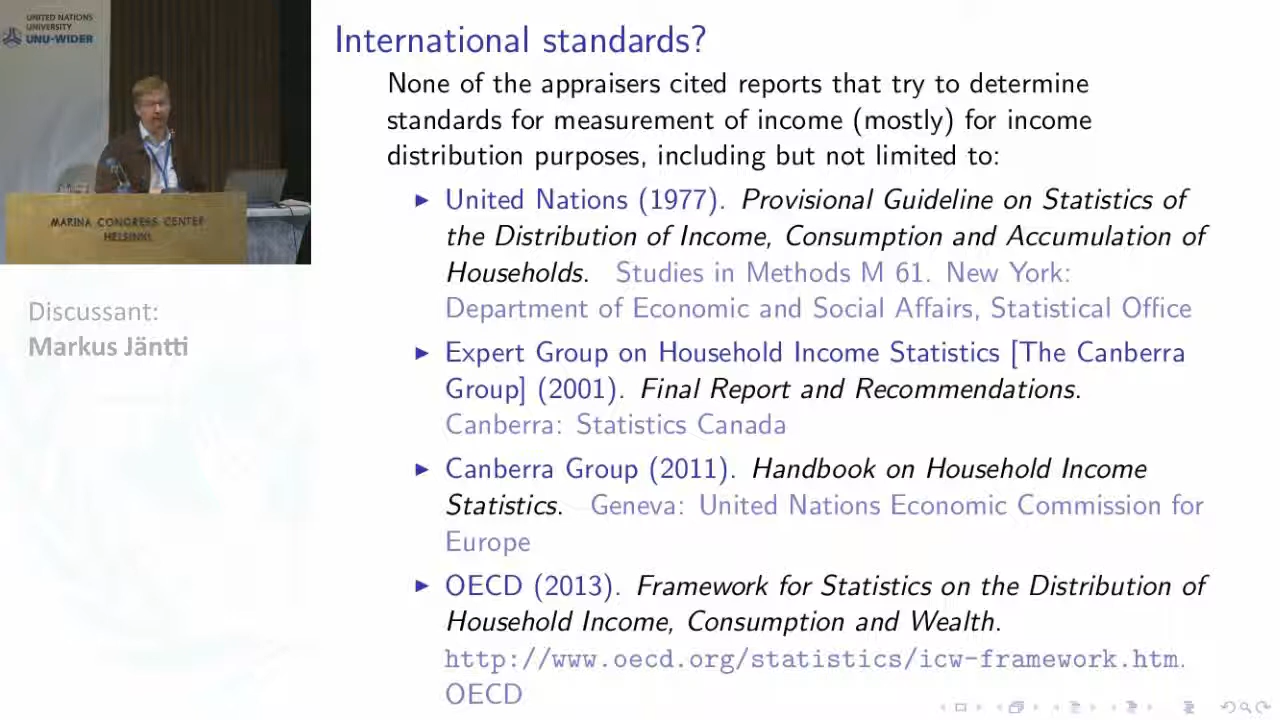 UNITED NATIONS
UNIVERSITY
UNU-WIDER
MARINA CONGRESS CENTER
HELSINKI
Discussant:
Markus Jäntti
International standards?
None of the appraisers cited reports that try to determine
standards for measurement of income (mostly) for income
distribution purposes, including but not limited to:
United Nations (1977). Provisional Guideline on Statistics of
the Distribution of Income, Consumption and Accumulation of
Households. Studies in Methods M 61. New York:
Department of Economic and Social Affairs, Statistical Office
Expert Group on Household Income Statistics [The Canberra
Group] (2001). Final Report and Recommendations.
Canberra: Statistics Canada
Canberra Group (2011). Handbook on Household Income
Statistics. Geneva: United Nations Economic Commission for
Europe
OECD (2013). Framework for Statistics on the Distribution of
Household Income, Consumption and Wealth.
http://www.oecd.org/statistics/icw-framework.htm.
OECD